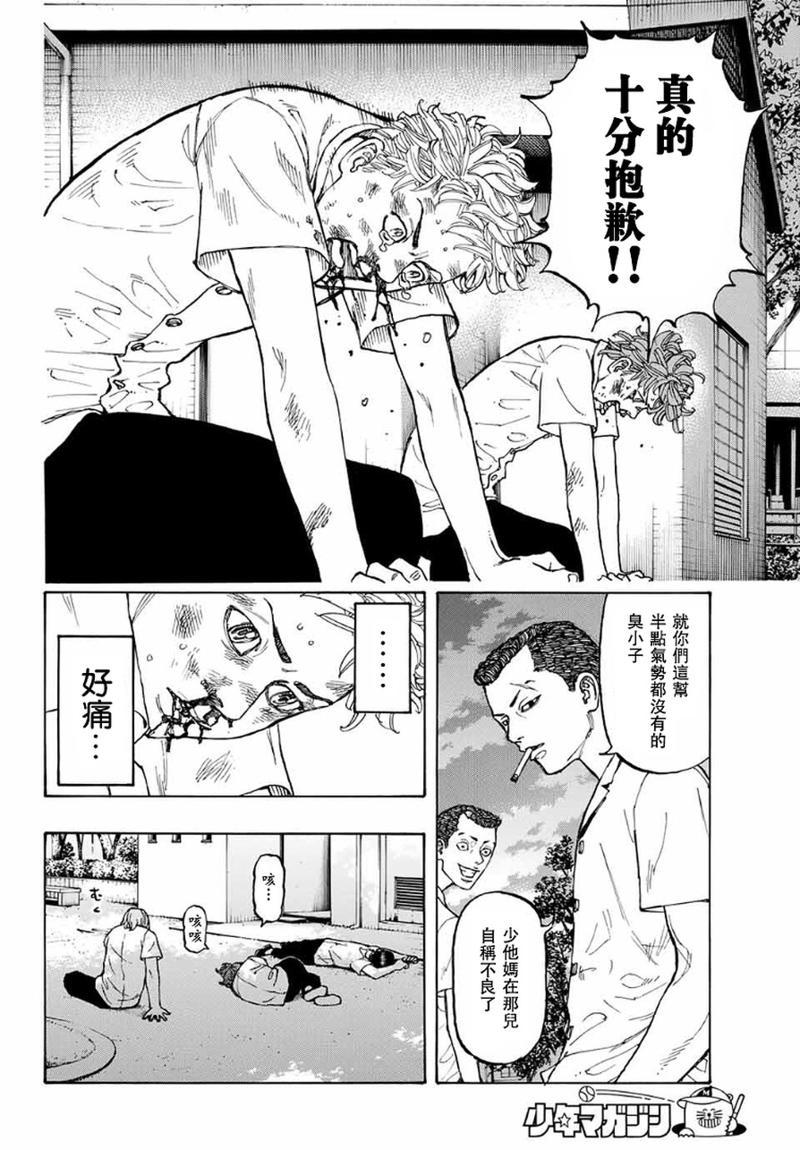 真的
十分抱歉!!
就你們這幫
半點氣勢都沒有的
臭小子
少他媽在那兒
自稱不良了
……
好痛…
咳…
咳咳
むく
少年マガジン